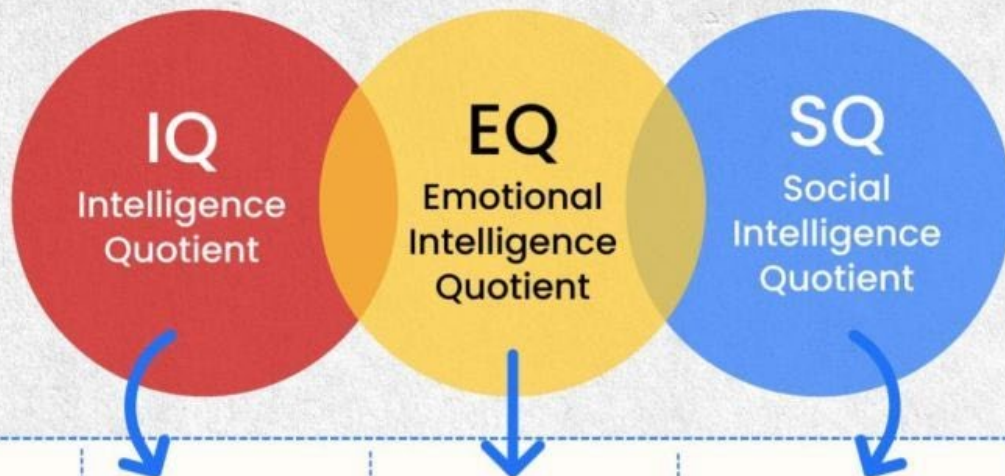 IQ
Intelligence
Quotient
EQ
Emotional
Intelligence
Quotient
SQ
Social
Intelligence
Quotient